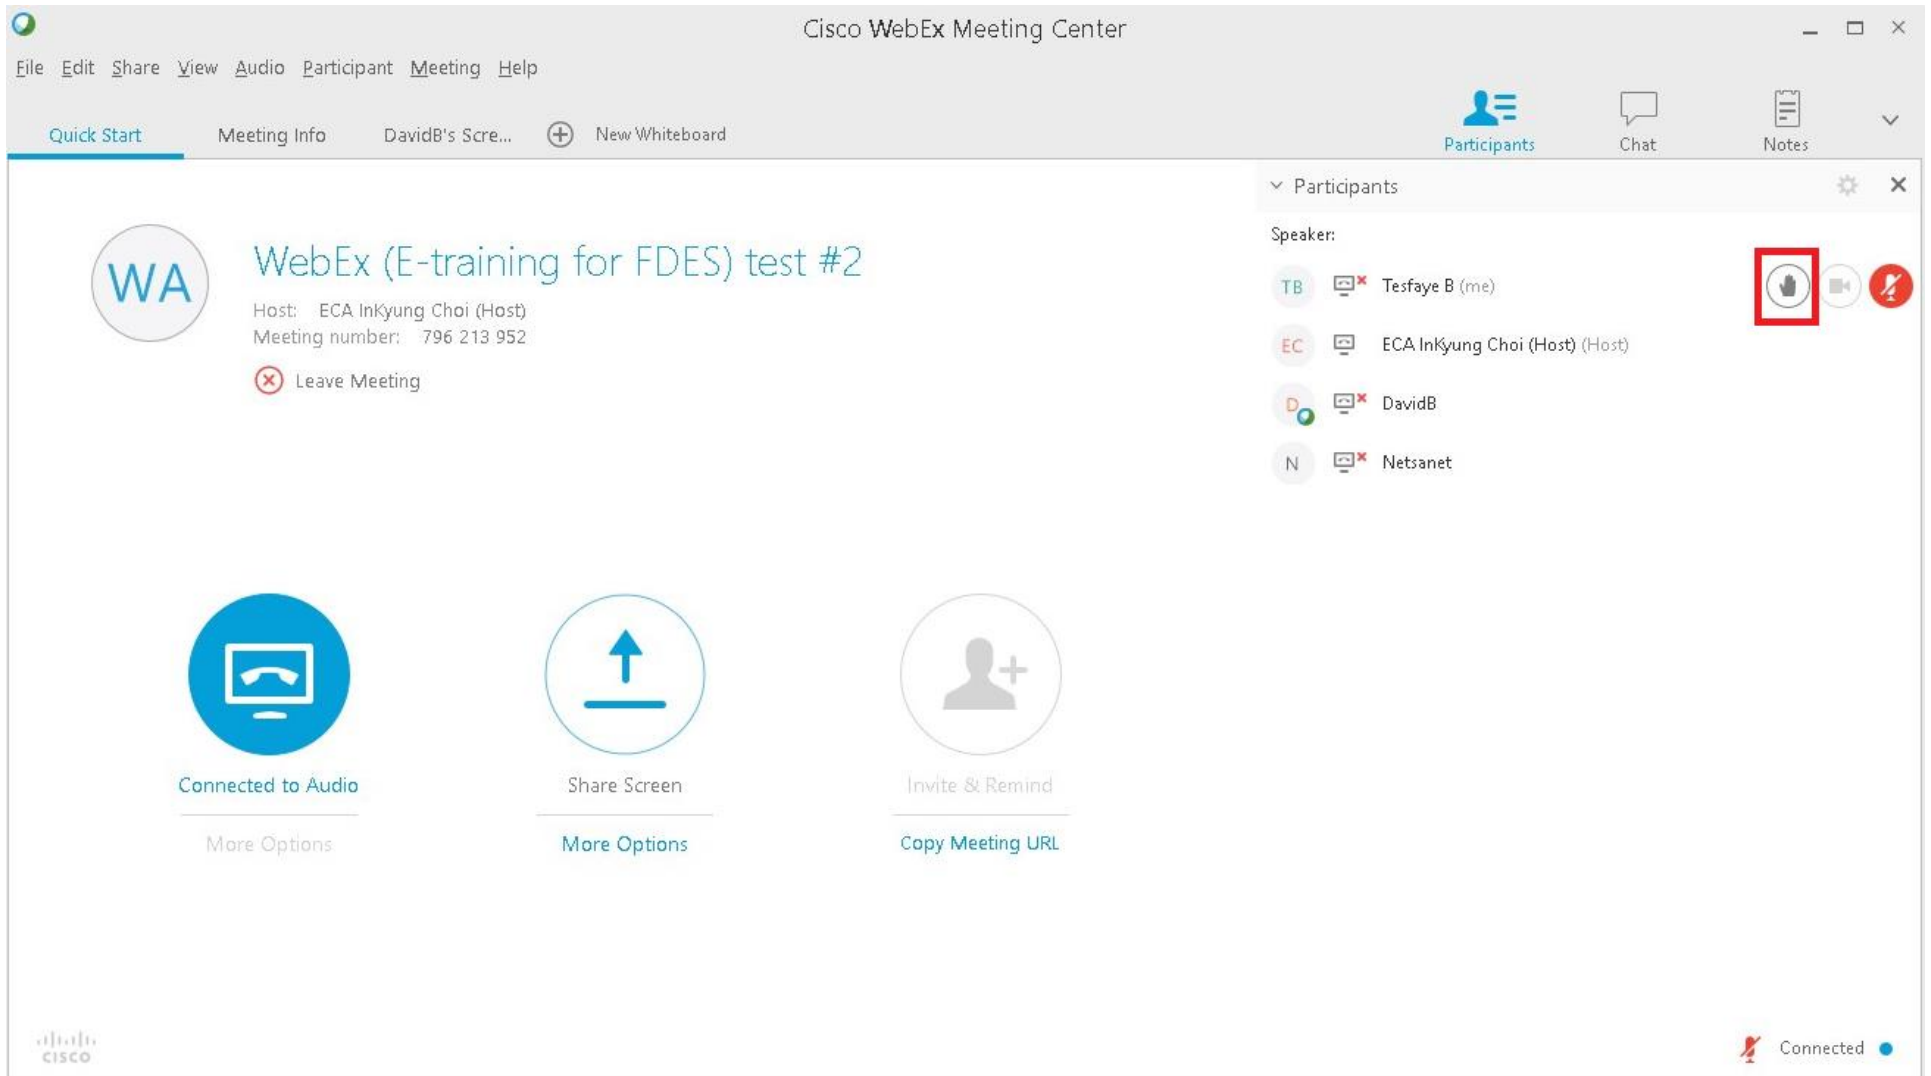 Cisco WebEx Meeting Center
File Edit Share View Audio Participant Meeting Help
Quick Start Meeting Info DavidB's Scre... New Whiteboard
Participants Chat Notes
WA
WebEx (E-training for FDES) test #2
Host: ECA InKyung Choi (Host)
Meeting number: 796 213 952
Leave Meeting
Connected to Audio
More Options
Share Screen
More Options
Invite & Remind
Copy Meeting URL
Participants
Speaker:
TB Tesfaye B (me)
EC ECA InKyung Choi (Host) (Host)
D DavidB
N Netsanet
CISCO
Connected